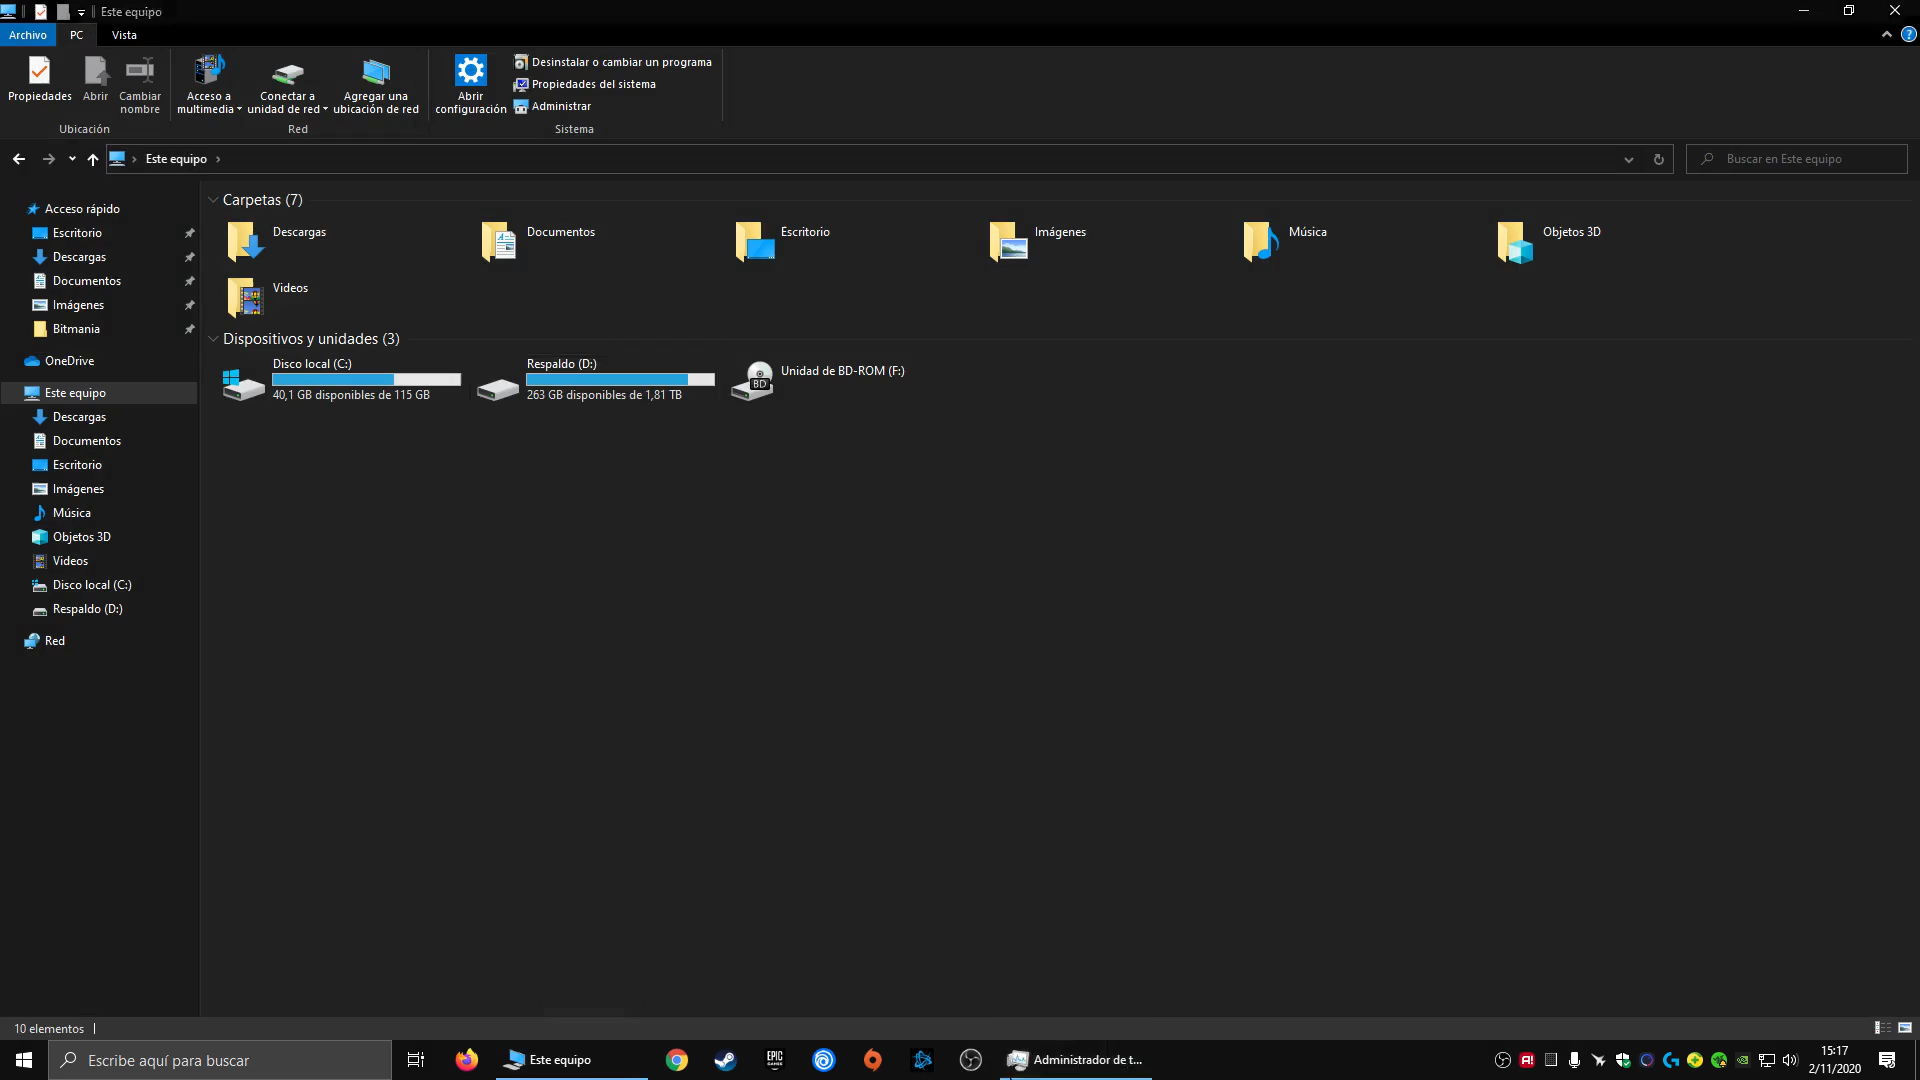 Este equipo
Archivo
PC
Vista
Propiedades
Abrir
Cambiar
nombre
Acceso a
multimedia
Conectar a
unidad de red
Agregar una
ubicación de red
Abrir
configuración
Desinstalar o cambiar un programa
Propiedades del sistema
Administrar
Ubicación
Red
Sistema
Este equipo
Buscar en Este equipo
Acceso rápido
Escritorio
Descargas
Documentos
Imágenes
Bitmania
OneDrive
Este equipo
Descargas
Documentos
Escritorio
Imágenes
Música
Objetos 3D
Videos
Disco local (C:)
Respaldo (D:)
Red
Carpetas (7)
Descargas
Documentos
Escritorio
Imágenes
Música
Objetos 3D
Videos
Dispositivos y unidades (3)
Disco local (C:)
40,1 GB disponibles de 115 GB
Respaldo (D:)
263 GB disponibles de 1,81 TB
BD
Unidad de BD-ROM (F:)
10 elementos
Escribe aquí para buscar
Este equipo
EPIC
GAMES
Administrador de t...
15:17
2/11/2020